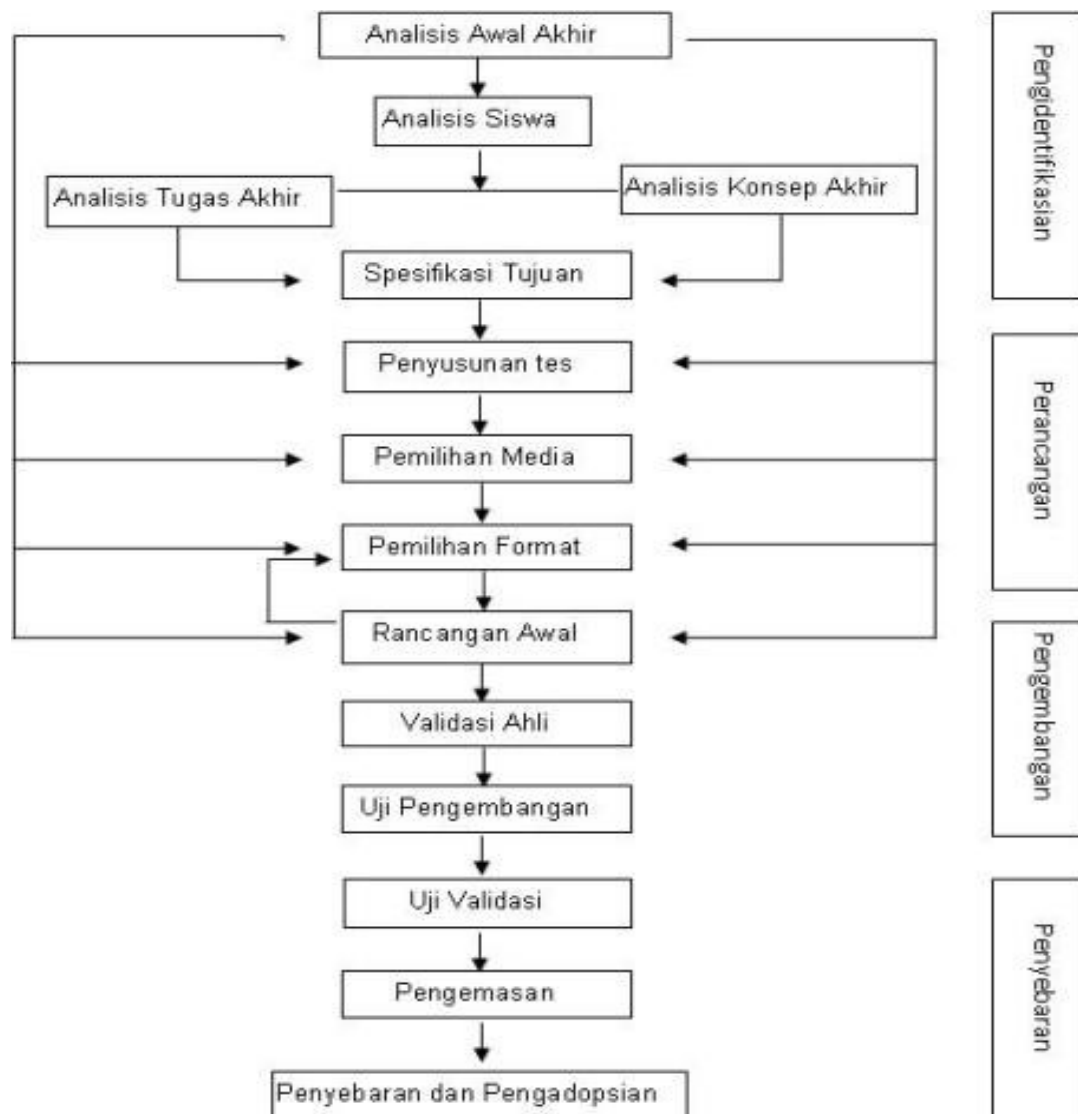 Analisis Awal Akhir
Analisis Siswa
Analisis Tugas Akhir
Analisis Konsep Akhir
Spesifikasi Tujuan
Penyusunan tes
Pemilihan Media
Pemilihan Format
Rancangan Awal
Validasi Ahli
Uji Pengembangan
Uji Validasi
Pengemasan
Penyebaran dan Pengadopsian
Pengidentifikasian
Perancangan
Pengembangan
Penyebaran